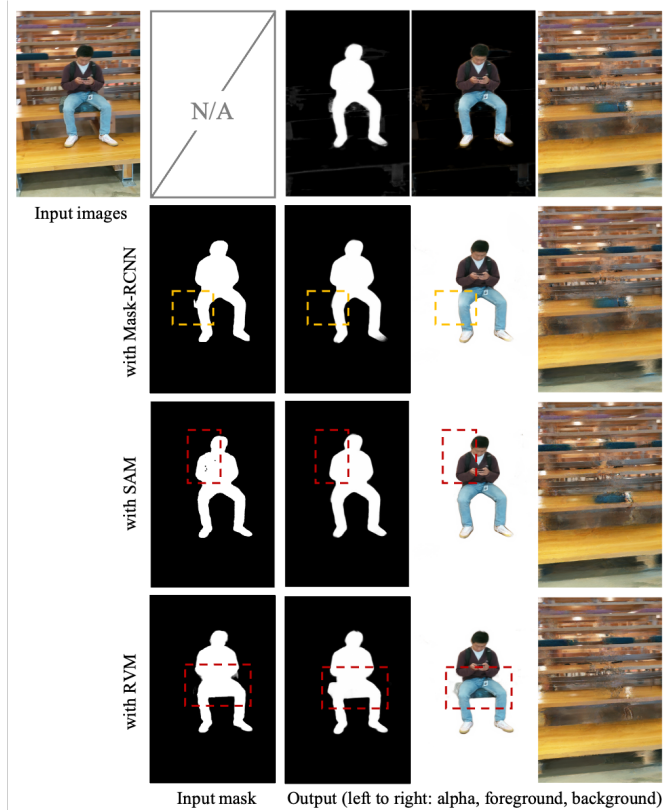 N/A
Input images
with Mask-RCNN
with SAM
with RVM
Input mask
Output (left to right: alpha, foreground, background)